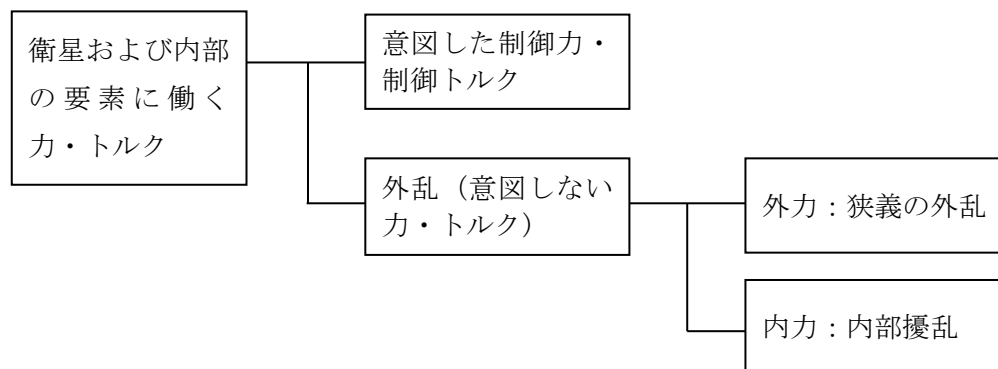 衛星および内部
の要素に働く
力・トルク
意図した制御力・
制御トルク
外乱（意図しない
力・トルク）
外力：狭義の外乱
内力：内部擾乱